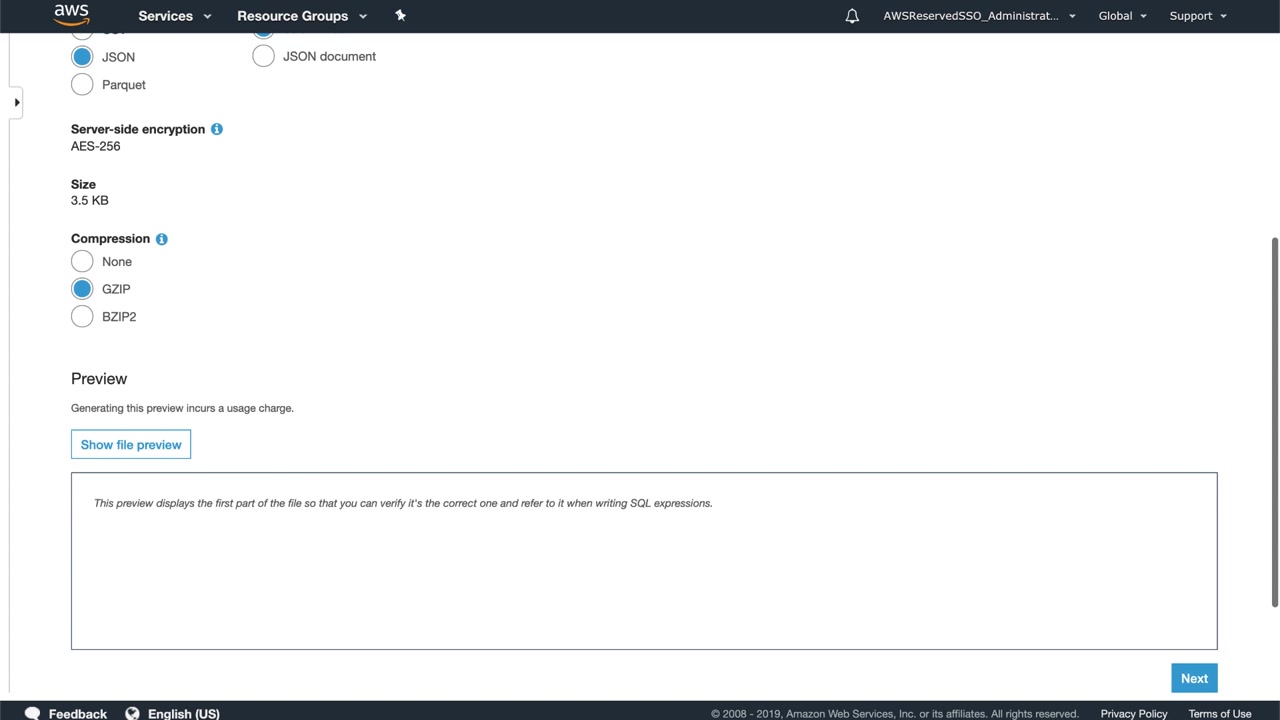 aws Services Resource Groups AWSReservedSSO_Administrat... Global Support
JSON JSON document
Parquet
Server-side encryption
AES-256
Size
3.5 KB
Compression
None
GZIP
BZIP2
Preview
Generating this preview incurs a usage charge.
Show file preview
This preview displays the first part of the file so that you can verify it's the correct one and refer to it when writing SQL expressions.
Next
Feedback English (US) © 2008 - 2019, Amazon Web Services, Inc. or its affiliates. All rights reserved. Privacy Policy Terms of Use